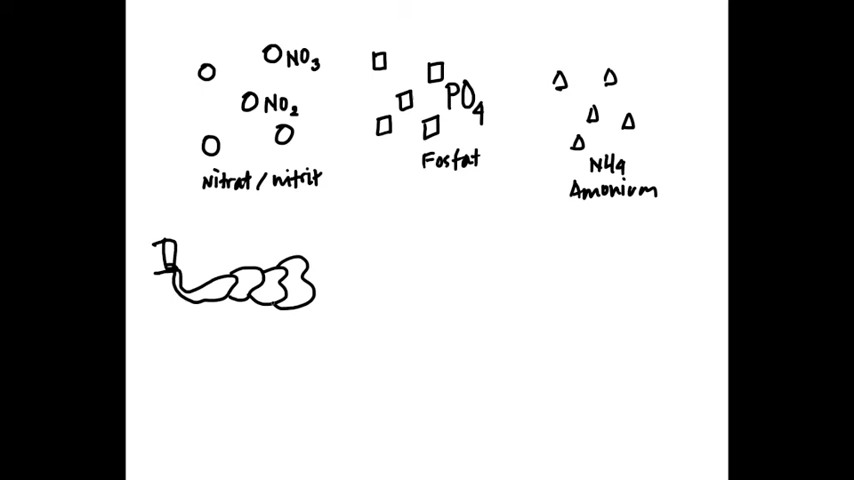 NO3
NO2
Nitrat / nitrit
PO4
Fosfat
NH4
Amonium